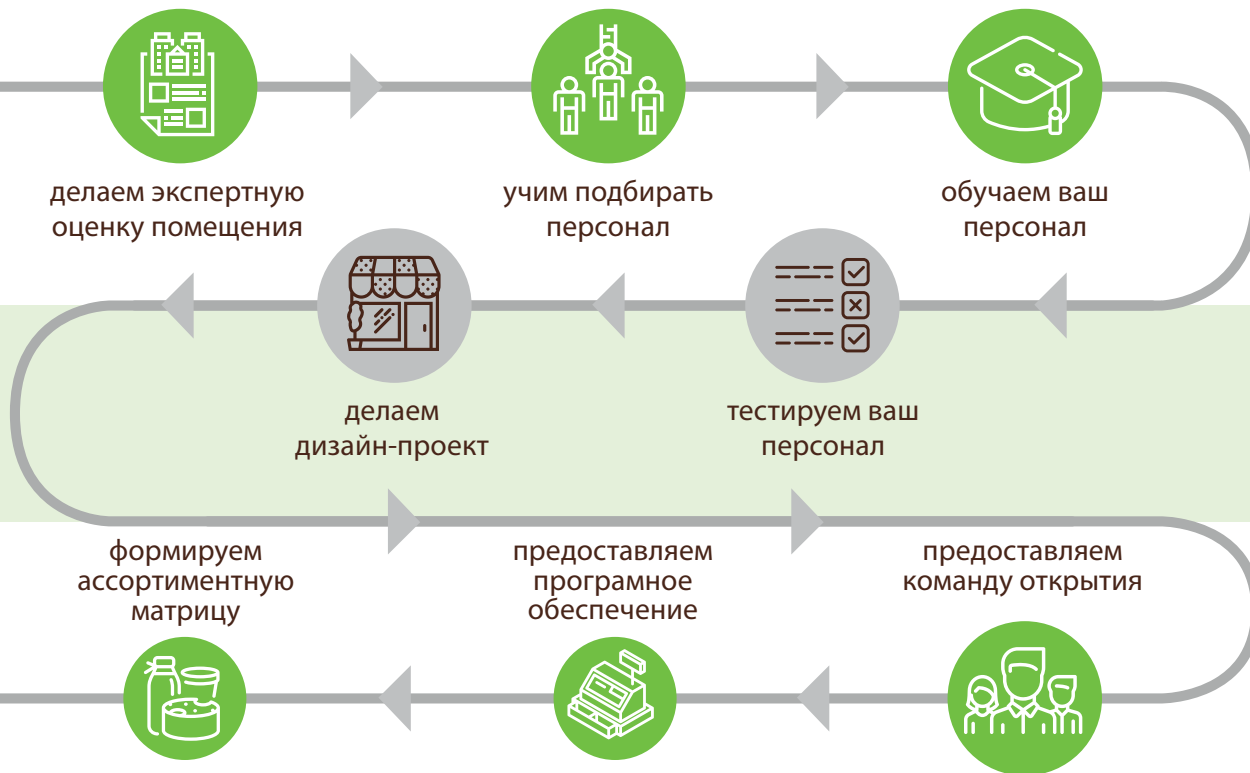 делаем экспертную
оценку помещения
учим подбирать
персонал
обучаем ваш
персонал
делаем
дизайн-проект
тестируем ваш
персонал
формируем
ассортиментную
матрицу
предоставляем
програмное
обеспечение
предоставляем
команду открытия